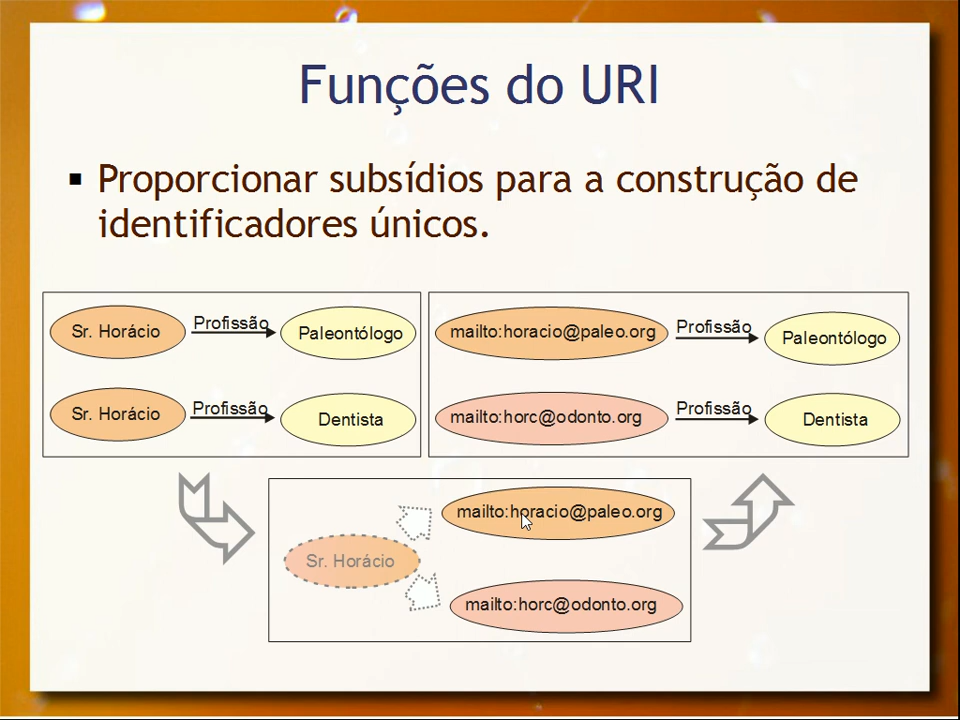 Funções do URI
Proporcionar subsídios para a construção de
identificadores únicos.
Sr. Horácio
Profissão
Paleontólogo
Sr. Horácio
Profissão
Dentista
mailto:horacio@paleo.org
Profissão
Paleontólogo
mailto:horc@odonto.org
Profissão
Dentista
mailto:horacio@paleo.org
Sr. Horácio
mailto:horc@odonto.org